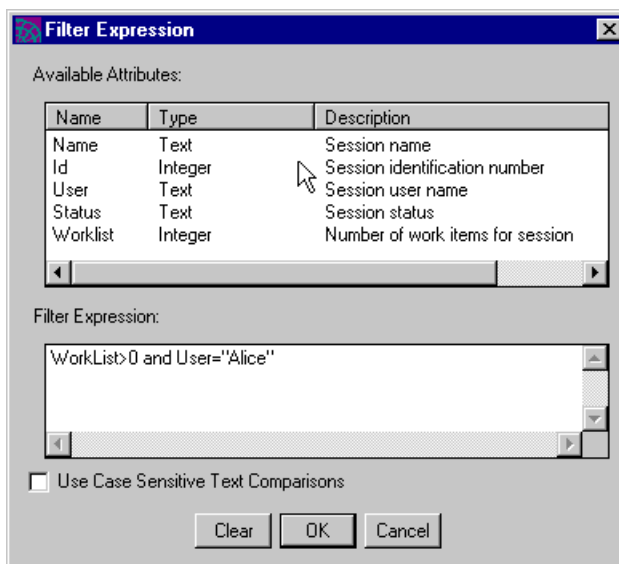 Filter Expression
Available Attributes:
Name Type Description
Name Text Session name
Id Integer Session identification number
User Text Session user name
Status Text Session status
Worklist Integer Number of work items for session
Filter Expression:
WorkList>0 and User="Alice"
Use Case Sensitive Text Comparisons
Clear OK Cancel